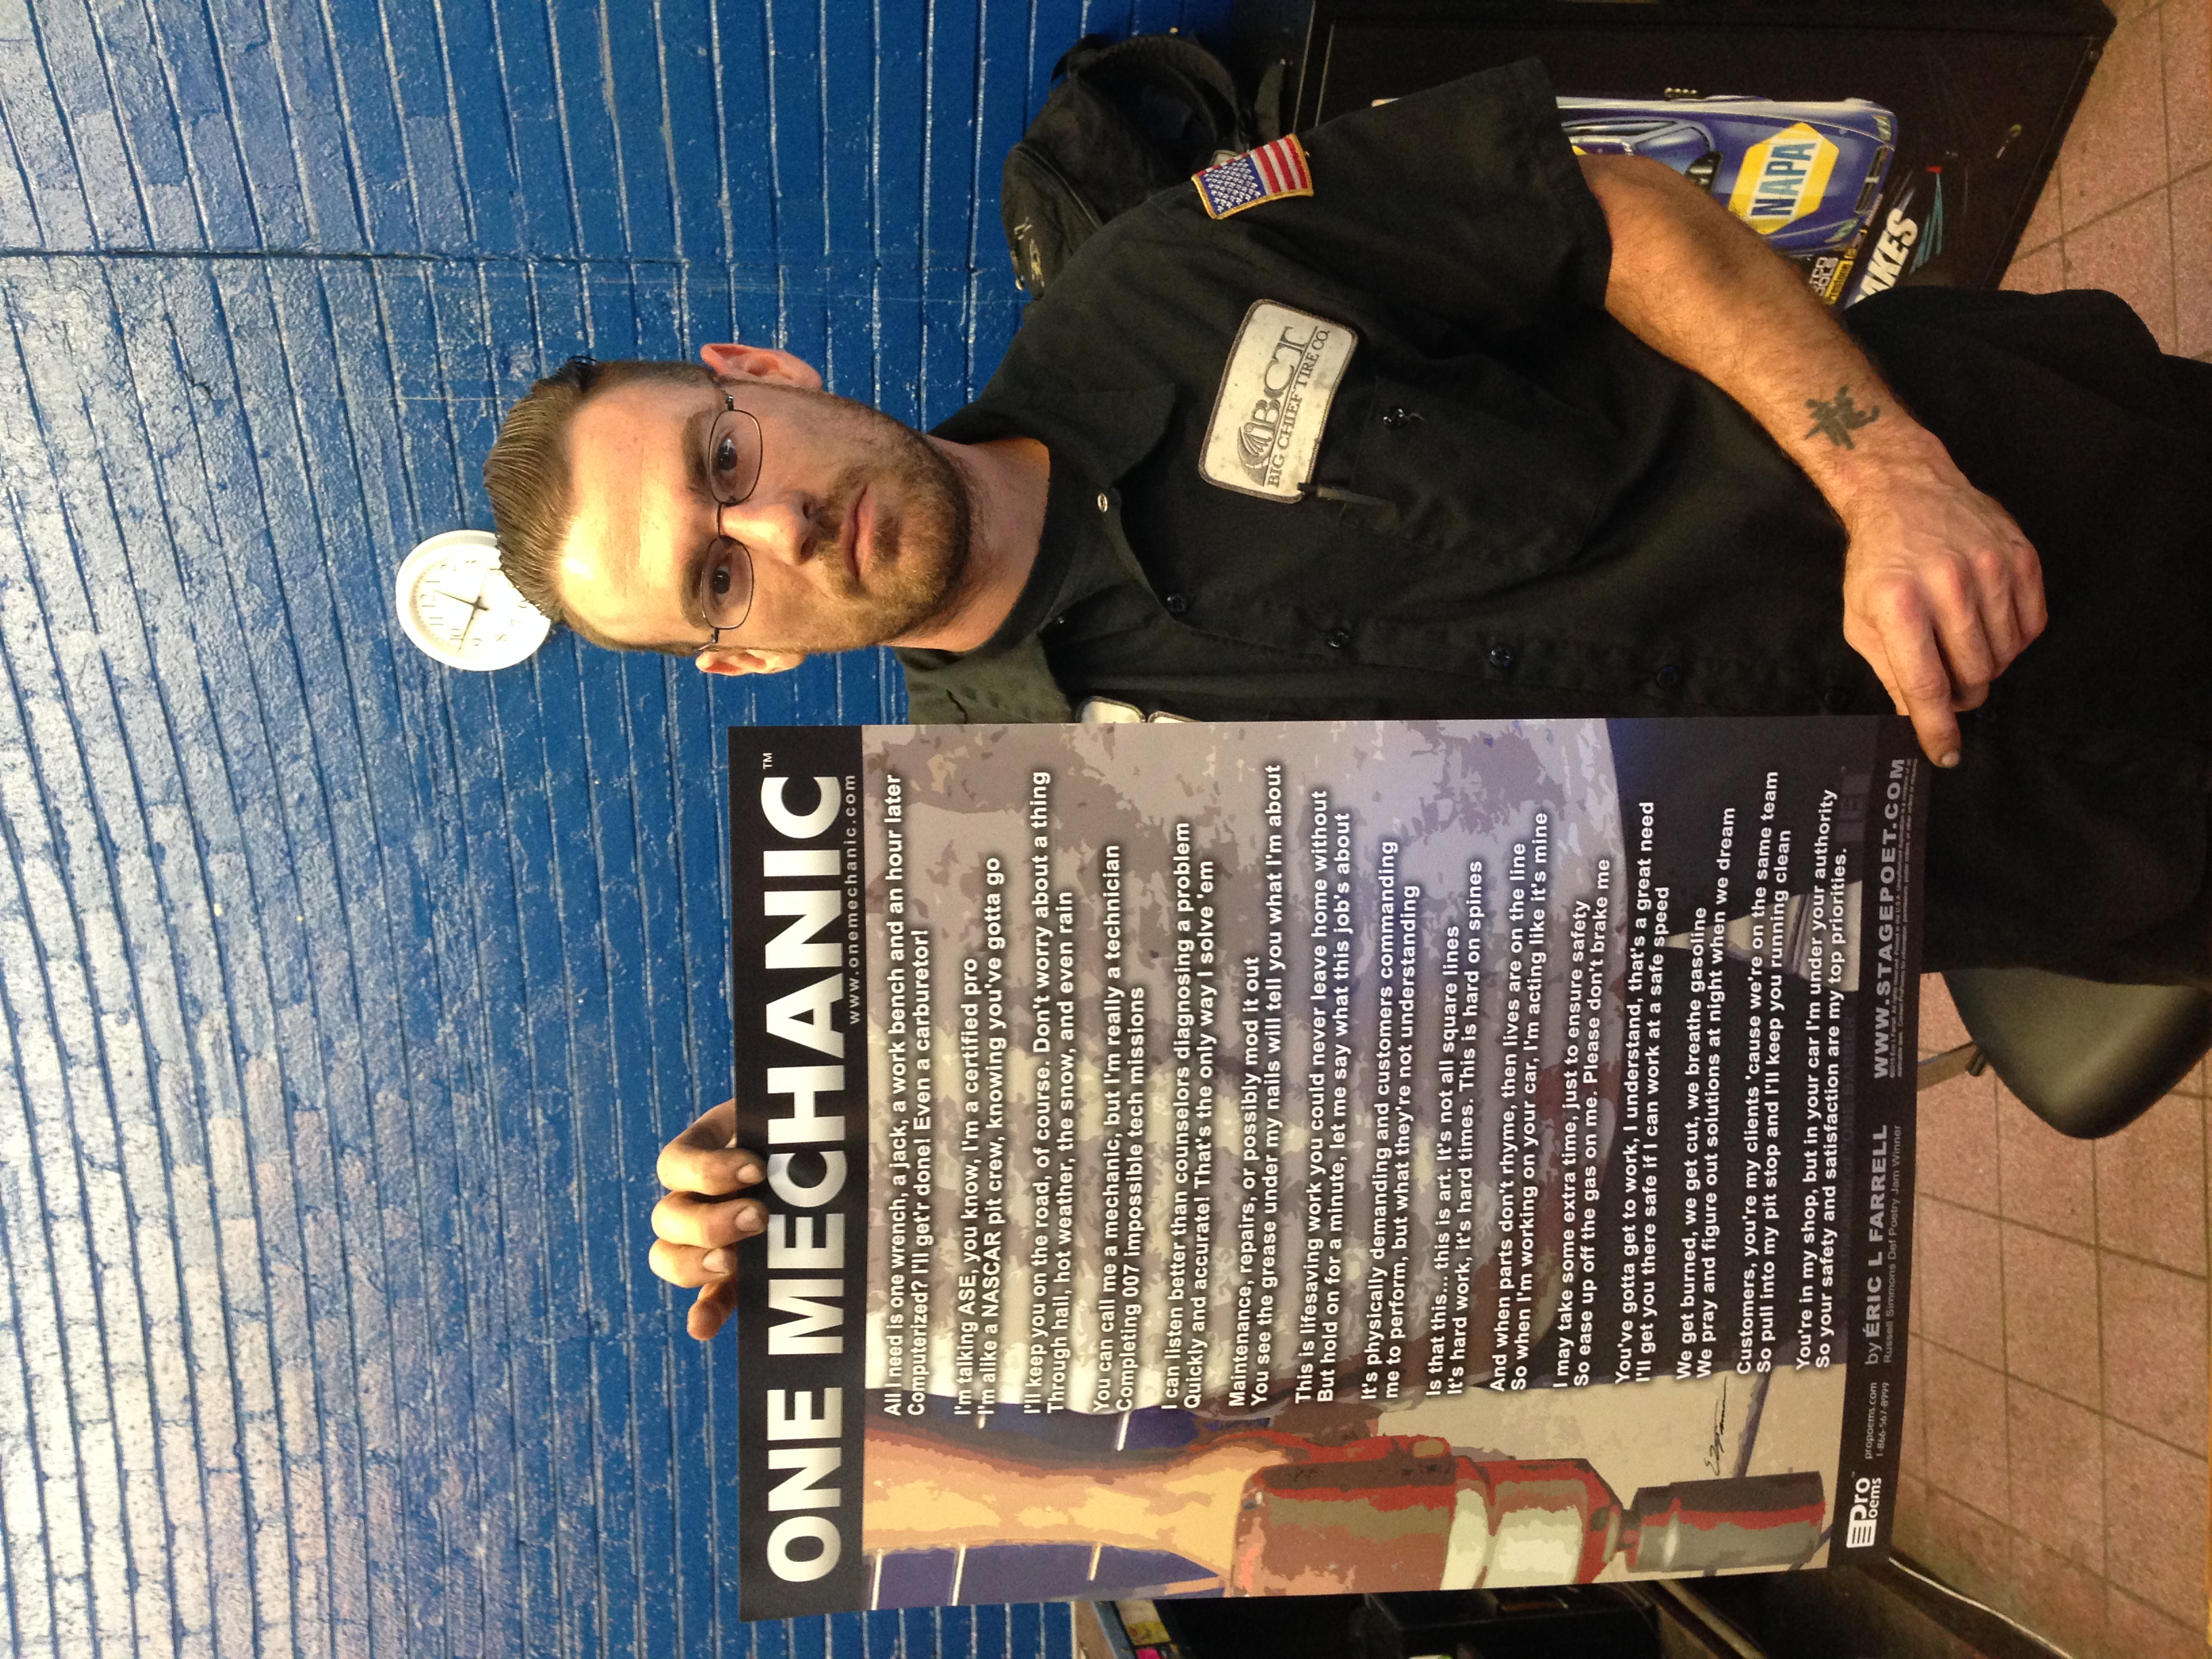 ONE MECHANIC™
www.onemechanic.com
All I need is one wrench, a jack, a work bench and an hour later
Computerized? I'll get'r done! Even a carburetor!
I'm talking ASE, you know, I'm a certified pro
I'm alike a NASCAR pit crew, knowing you've gotta go
I'll keep you on the road, of course. Don't worry about a thing
Through hail, hot weather, the snow, and even rain
You can call me a mechanic, but I'm really a technician
Completing 007 impossible tech missions
I can listen better than counselors diagnosing a problem
Quickly and accurate! That's the only way I solve 'em
Maintenance, repairs, or possibly mod it out
You see the grease under my nails will tell you what I'm about
This is lifesaving work you could never leave home without
But hold on for a minute, let me say what this job's about
It's physically demanding and customers commanding
me to perform, but what they're not understanding
Is that this... this is art. It's not all square lines
It's hard work, it's hard times. This is hard on spines
And when parts don't rhyme, then lives are on the line
So when I'm working on your car, I'm acting like it's mine
I may take some extra time, just to ensure safety
So ease up off the gas on me. Please don't brake me
You've gotta get to work, I understand, that's a great need
I'll get you there safe if I can work at a safe speed
We get burned, we get cut, we breathe gasoline
We pray and figure out solutions at night when we dream
Customers, you're my clients 'cause we're on the same team
So pull into my pit stop and I'll keep you running clean
You're in my shop, but in your car I'm under your authority
So your safety and satisfaction are my top priorities.
Pro
oems
propoems.com
1-866-567-8999
by ÉRIC L FARRELL
Russell Simmons Def Poetry Jam Winner
WWW.STAGEPOET.COM
BCT
BIG CHIEF TIRE CO.
NAPA
龍